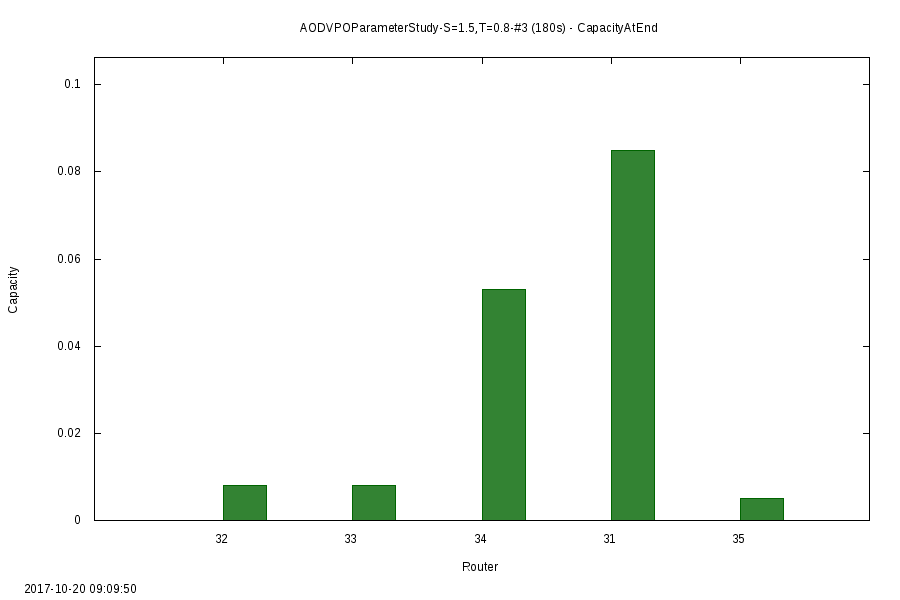 AODVPOParameterStudy-S=1.5,T=0.8-#3 (180s) - CapacityAtEnd
0.1
0.08
0.06
0.04
0.02
0
Capacity
32 33 34 31 35
Router
2017-10-20 09:09:50